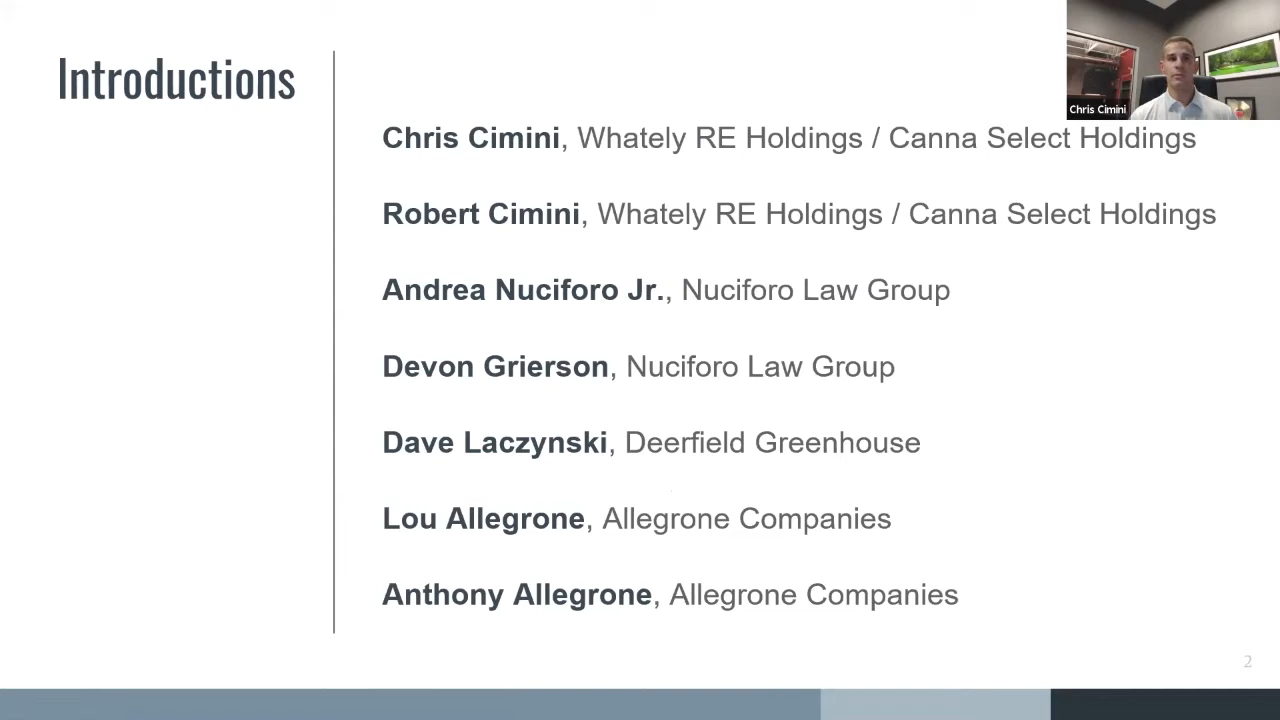 Introductions
Chris Cimini
Chris Cimini, Whately RE Holdings / Canna Select Holdings
Robert Cimini, Whately RE Holdings / Canna Select Holdings
Andrea Nuciforo Jr., Nuciforo Law Group
Devon Grierson, Nuciforo Law Group
Dave Laczynski, Deerfield Greenhouse
Lou Allegrone, Allegrone Companies
Anthony Allegrone, Allegrone Companies
2